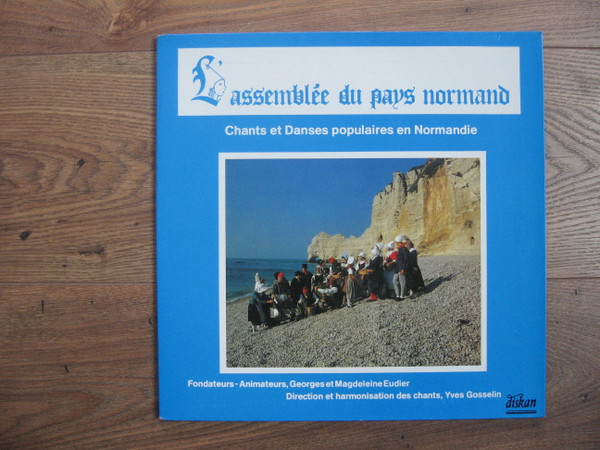 L'assemblée du pays normand
Chants et Danses populaires en Normandie
Fondateurs - Animateurs, Georges et Magdeleine Eudier
Direction et harmonisation des chants, Yves Gosselin
diskan